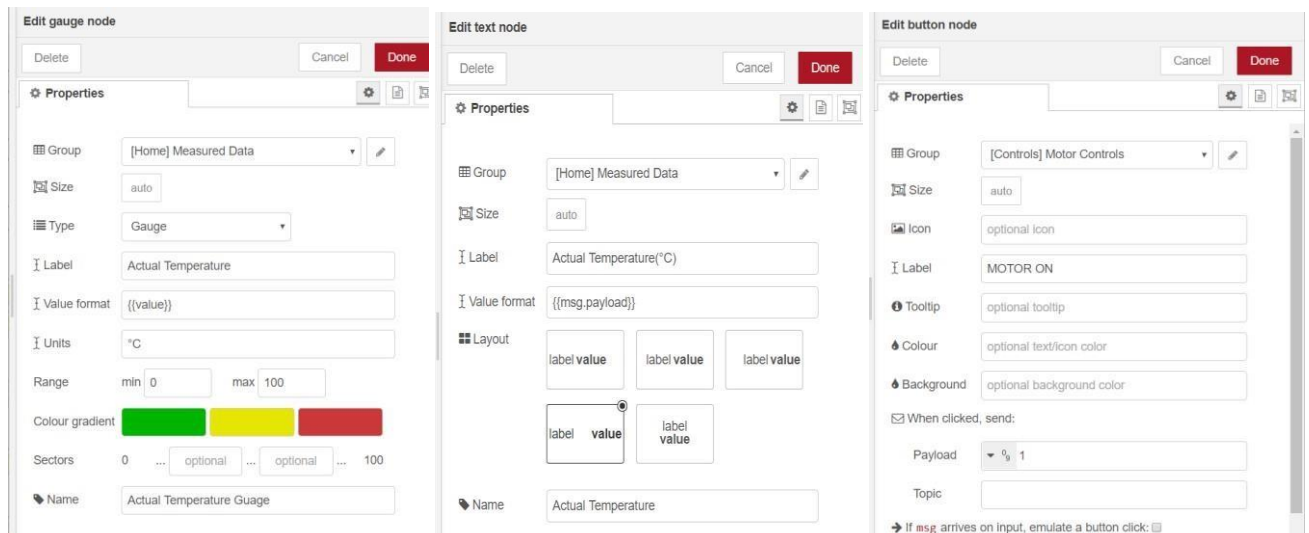 Edit gauge node
Delete
Cancel
Done
Properties
Group
[Home] Measured Data
Size
auto
Type
Gauge
Label
Actual Temperature
Value format
{{value}}
Units
°C
Range
min 0
max 100
Colour gradient
Sectors
0 ... optional ... optional ... 100
Name
Actual Temperature Guage
Edit text node
Delete
Cancel
Done
Properties
Group
[Home] Measured Data
Size
auto
Label
Actual Temperature(°C)
Value format
{{msg.payload}}
Layout
label value
label value
label value
label value
label
value
Name
Actual Temperature
Edit button node
Delete
Cancel
Done
Properties
Group
[Controls] Motor Controls
Size
auto
Icon
optional icon
Label
MOTOR ON
Tooltip
optional tooltip
Colour
optional text/icon color
Background
optional background color
When clicked, send:
Payload
0 9 1
Topic
If msg arrives on input, emulate a button click: